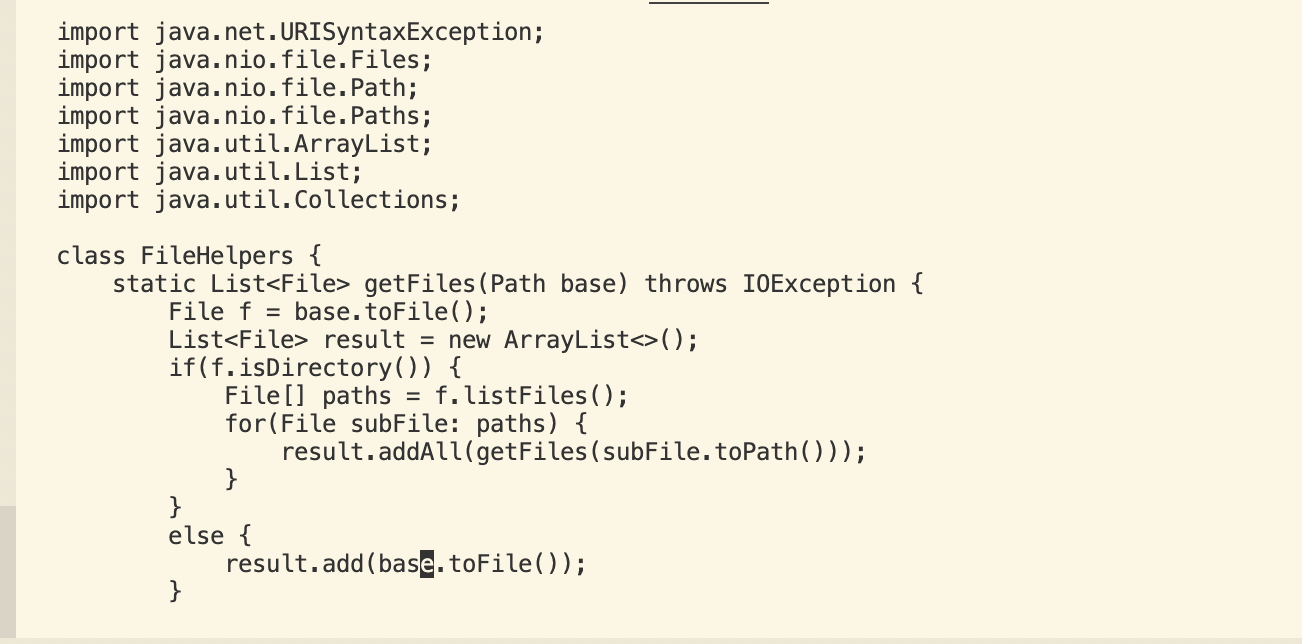 import java.net.URISyntaxException;
import java.nio.file.Files;
import java.nio.file.Path;
import java.nio.file.Paths;
import java.util.ArrayList;
import java.util.List;
import java.util.Collections;

class FileHelpers {
    static List<File> getFiles(Path base) throws IOException {
        File f = base.toFile();
        List<File> result = new ArrayList<>();
        if(f.isDirectory()) {
            File[] paths = f.listFiles();
            for(File subFile: paths) {
                result.addAll(getFiles(subFile.toPath()));
            }
        }
        else {
            result.add(base.toFile());
        }